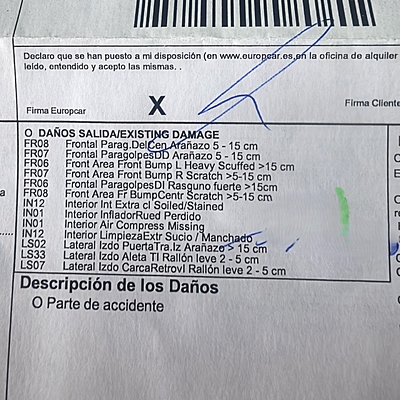 Declaro que se han puesto a mi disposición (en www.europcar.es,en la oficina de alquiler
leído, entendido y acepto las mismas. .
X
Firma Europcar
Firma Cliente
O DAÑOS SALIDA/EXISTING DAMAGE
FR08 Frontal Parag.DelCen Arañazo 5 - 15 cm
FR07 Frontal ParagolpesDD Arañazo 5 - 15 cm
FR06 Front Area Front Bump L Heavy Scuffed >15 cm
FR07 Front Area Front Bump R Scratch >5-15 cm
FR06 Frontal ParagolpesDI Rasguno fuerte >15cm
FR08 Front Area Fr BumpCentr Scratch >5-15 cm
IN12 Interior Int Extra cl Soiled/Stained
IN01 Interior InfladorRued Perdido
IN01 Interior Air Compress Missing
IN12 Interior LimpiezaExtr Sucio / Manchado
LS02 Lateral Izdo PuertaTra.Iz Arañazo> 15 cm
LS33 Lateral Izdo Aleta TI Rallón leve 2 - 5 cm
LS07 Lateral Izdo CarcaRetrovI Rallón leve 2 - 5 cm
Descripción de los Daños
O Parte de accidente